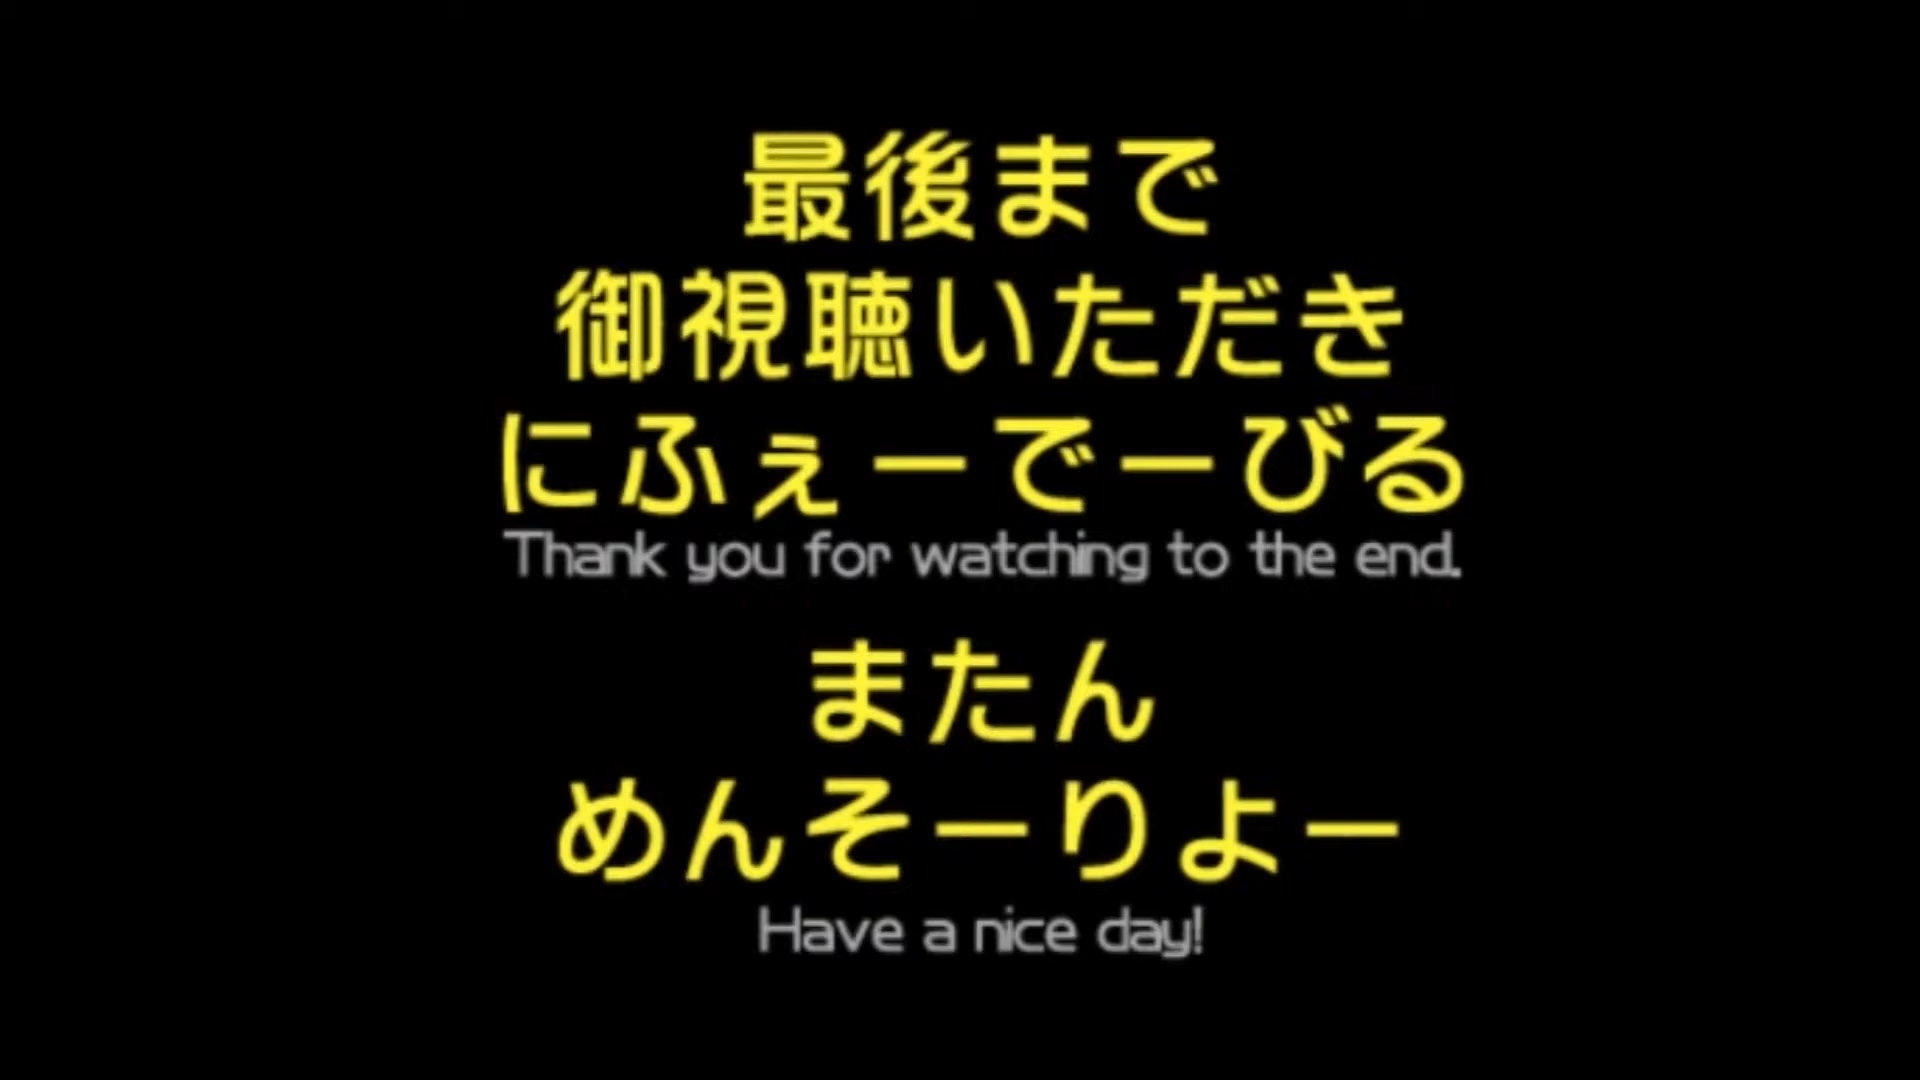 最後まで
御視聴いただき
にふぇーでーびる
Thank you for watching to the end.
またん
めんそーりよー
Have a nice day!